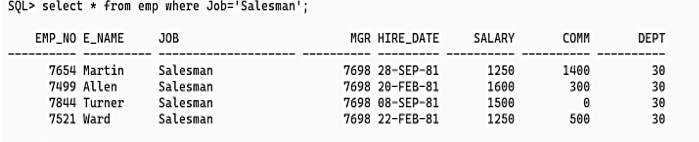 SQL> select * from emp where Job='Salesman';
EMP_NO E_NAME JOB MGR HIRE_DATE SALARY COMM DEPT
---------- ---------- -------------------- ---------- --------- ---------- ---------- ----------
7654 Martin Salesman 7698 28-SEP-81 1250 1400 30
7499 Allen Salesman 7698 20-FEB-81 1600 300 30
7844 Turner Salesman 7698 08-SEP-81 1500 0 30
7521 Ward Salesman 7698 22-FEB-81 1250 500 30